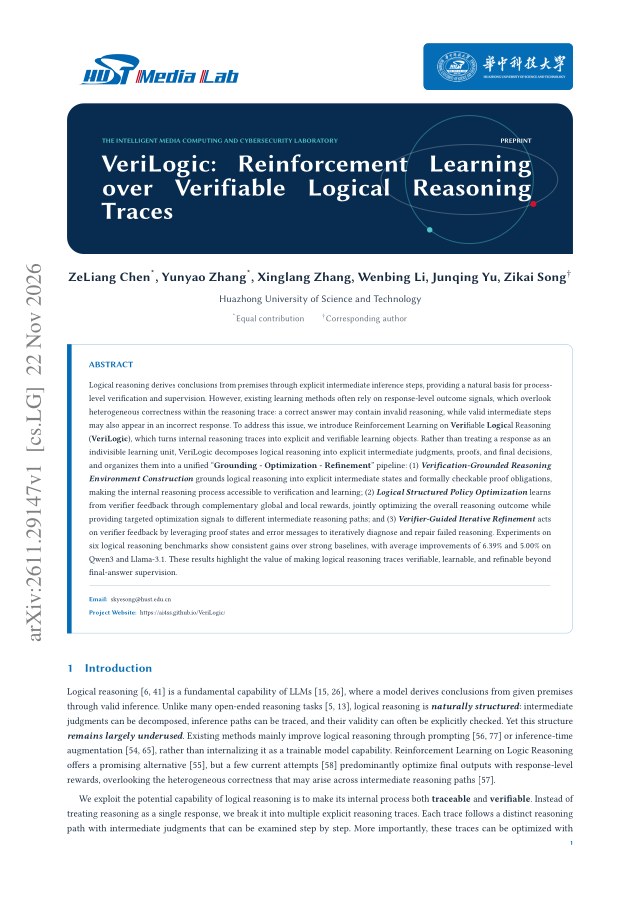 HUST Media Lab
華中科技大學
HUAZHONG UNIVERSITY OF SCIENCE AND TECHNOLOGY
THE INTELLIGENT MEDIA COMPUTING AND CYBERSECURITY LABORATORY
PREPRINT
VeriLogic: Reinforcement Learning
over Verifiable Logical Reasoning
Traces
ZeLiang Chen*, Yunyao Zhang*, Xinglang Zhang, Wenbing Li, Junqing Yu, Zikai Song†
Huazhong University of Science and Technology
*Equal contribution †Corresponding author
arXiv:2611.29147v1 [cs.LG] 22 Nov 2026
ABSTRACT
Logical reasoning derives conclusions from premises through explicit intermediate inference steps, providing a natural basis for process-
level verification and supervision. However, existing learning methods often rely on response-level outcome signals, which overlook
heterogeneous correctness within the reasoning trace: a correct answer may contain invalid reasoning, while valid intermediate steps
may also appear in an incorrect response. To address this issue, we introduce Reinforcement Learning on Verifiable Logical Reasoning
(VeriLogic), which turns internal reasoning traces into explicit and verifiable learning objects. Rather than treating a response as an
indivisible learning unit, VeriLogic decomposes logical reasoning into explicit intermediate judgments, proofs, and final decisions,
and organizes them into a unified "Grounding - Optimization - Refinement" pipeline: (1) Verification-Grounded Reasoning
Environment Construction grounds logical reasoning into explicit intermediate states and formally checkable proof obligations,
making the internal reasoning process accessible to verification and learning; (2) Logical Structured Policy Optimization learns
from verifier feedback through complementary global and local rewards, jointly optimizing the overall reasoning outcome while
providing targeted optimization signals to different intermediate reasoning paths; and (3) Verifier-Guided Iterative Refinement acts
on verifier feedback by leveraging proof states and error messages to iteratively diagnose and repair failed reasoning. Experiments on
six logical reasoning benchmarks show consistent gains over strong baselines, with average improvements of 6.39% and 5.00% on
Qwen3 and Llama-3.1. These results highlight the value of making logical reasoning traces verifiable, learnable, and refinable beyond
final-answer supervision.
Email: skyesong@hust.edu.cn
Project Website: https://ai4ss.github.io/VeriLogic/
1 Introduction
Logical reasoning [6, 41] is a fundamental capability of LLMs [15, 26], where a model derives conclusions from given premises
through valid inference. Unlike many open-ended reasoning tasks [5, 13], logical reasoning is naturally structured: intermediate
judgments can be decomposed, inference paths can be traced, and their validity can often be explicitly checked. Yet this structure
remains largely underused. Existing methods mainly improve logical reasoning through prompting [56, 77] or inference-time
augmentation [54, 65], rather than internalizing it as a trainable model capability. Reinforcement Learning on Logic Reasoning
offers a promising alternative [55], but a few current attempts [58] predominantly optimize final outputs with response-level
rewards, overlooking the heterogeneous correctness that may arise across intermediate reasoning paths [57].
We exploit the potential capability of logical reasoning is to make its internal process both traceable and verifiable. Instead of
treating reasoning as a single response, we break it into multiple explicit reasoning traces. Each trace follows a distinct reasoning
path with intermediate judgments that can be examined step by step. More importantly, these traces can be optimized with
1